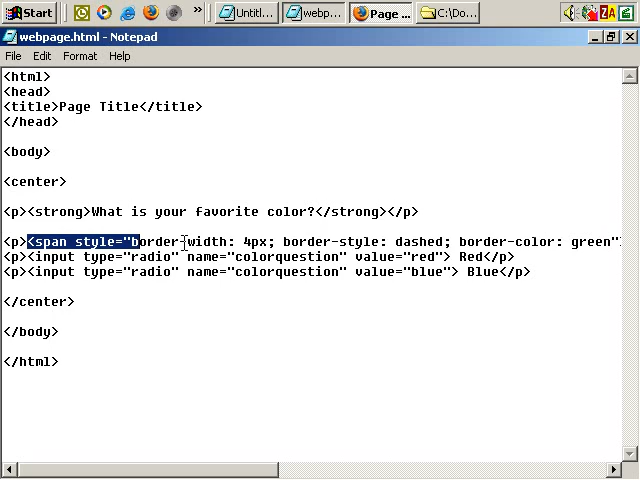 Start » Untitl... webp... Page ... C:\Do...
webpage.html - Notepad
File Edit Format Help
<html>
<head>
<title>Page Title</title>
</head>
<body>
<center>
<p><strong>What is your favorite color?</strong></p>
<p><span style="border-width: 4px; border-style: dashed; border-color: green"
<p><input type="radio" name="colorquestion" value="red"> Red</p>
<p><input type="radio" name="colorquestion" value="blue"> Blue</p>
</center>
</body>
</html>